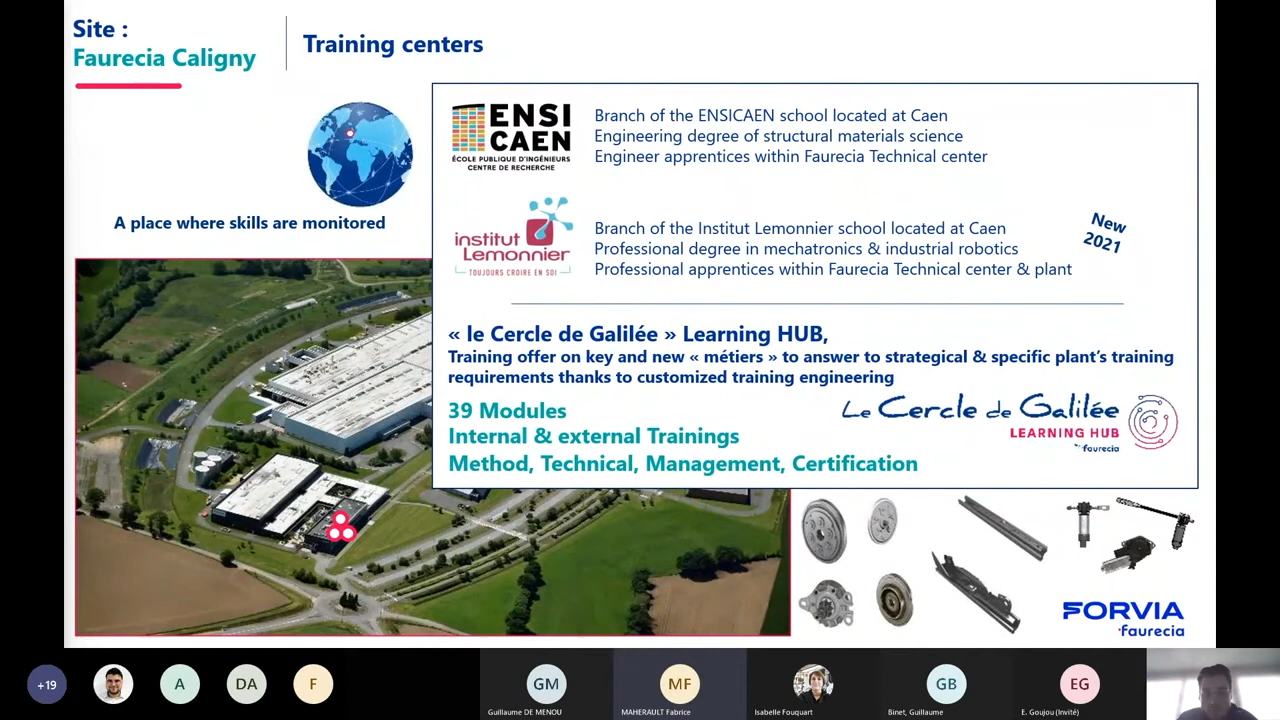 Site :
Faurecia Caligny
Training centers
ENSI
CAEN
ÉCOLE PUBLIQUE D'INGÉNIEURS
CENTRE DE RECHERCHE
Branch of the ENSICAEN school located at Caen
Engineering degree of structural materials science
Engineer apprentices within Faurecia Technical center
A place where skills are monitored
institut
Lemonnier
TOUJOURS CROIRE EN SOI
Branch of the Institut Lemonnier school located at Caen
Professional degree in mechatronics & industrial robotics
Professional apprentices within Faurecia Technical center & plant
New
2021
« le Cercle de Galilée » Learning HUB,
Training offer on key and new « métiers » to answer to strategical & specific plant's training
requirements thanks to customized training engineering
39 Modules
Internal & external Trainings
Method, Technical, Management, Certification
Le Cercle de Galilée
LEARNING HUB
by faurecia
FORVIA
faurecia
+19
A
DA
F
GM
Guillaume DE MENOU
MF
MAHERAULT Fabrice
Isabelle Fouquart
GB
Binet, Guillaume
EG
E. Goujou (Invité)